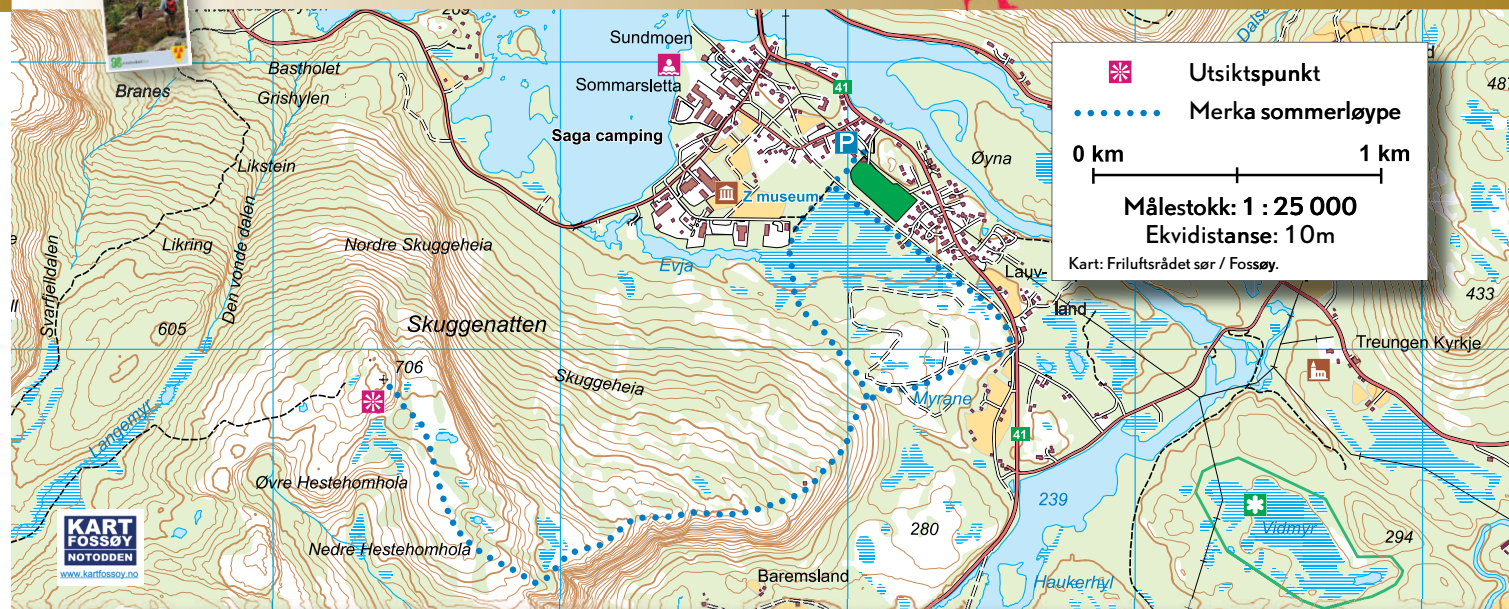 269
Sundmoen
Bastholet
Sommarsletta
Branes
Grishylen
41
Saga camping
P
Likstein
Øyna
Z museum
Svarfjelldalen
Den vonde dalen
Likring
Nordre Skuggeheia
Evja
Lauv-
land
605
Skuggenatten
706
Skuggeheia
Myrane
Langemyr
41
Øvre Hestehomhola
239
280
Nedre Hestehomhola
Baremsland
Haukerhyl
Vidmyr
294
Treungen Kyrkje
433
Utsiktspunkt
Merka sommerløype
0 km 1 km
Målestokk: 1 : 25 000
Ekvidistanse: 10m
Kart: Friluftsrådet sør / Fossøy.
KART
FOSSØY
NOTODDEN
www.kartfossoy.no